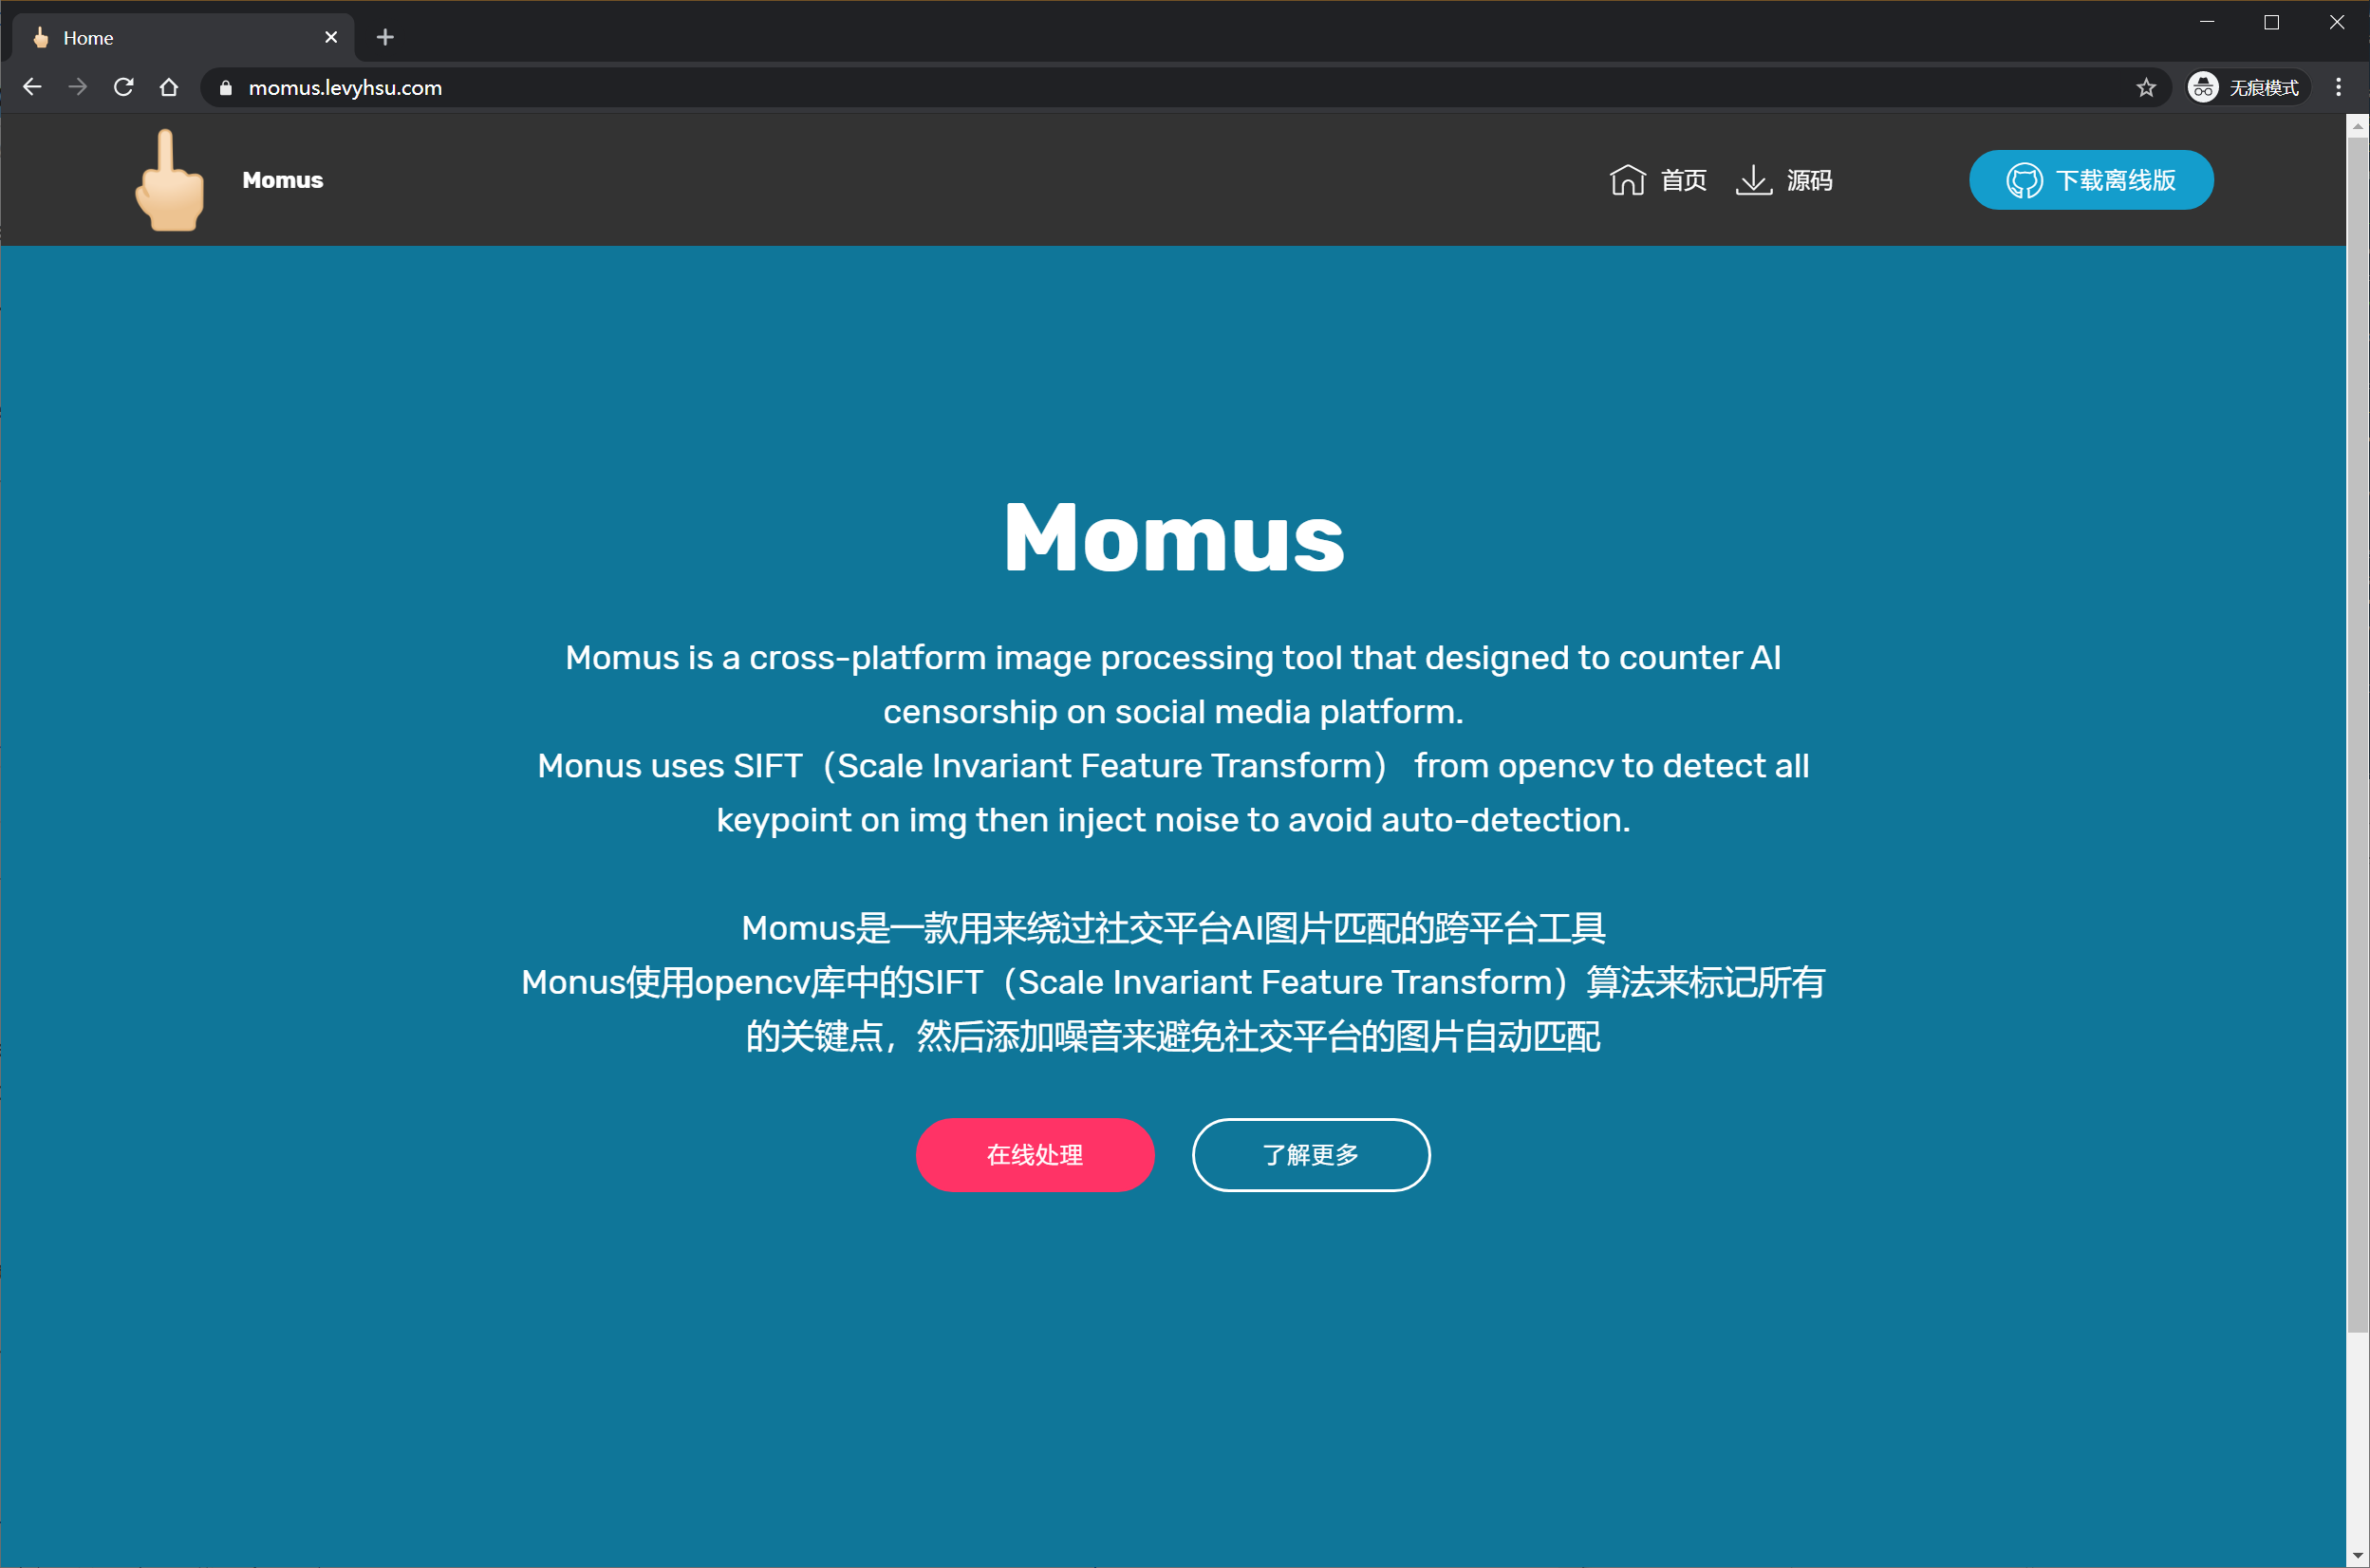 Home
momus.levyhsu.com
无痕模式
Momus
首页
源码
下载离线版
Momus
Momus is a cross-platform image processing tool that designed to counter AI
censorship on social media platform.
Monus uses SIFT（Scale Invariant Feature Transform） from opencv to detect all
keypoint on img then inject noise to avoid auto-detection.
Momus是一款用来绕过社交平台AI图片匹配的跨平台工具
Monus使用opencv库中的SIFT（Scale Invariant Feature Transform）算法来标记所有
的关键点，然后添加噪音来避免社交平台的图片自动匹配
在线处理
了解更多